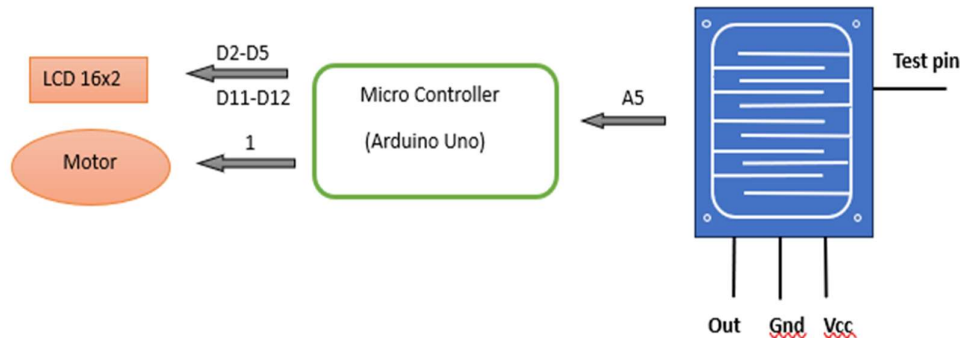 D2-D5
LCD 16x2
D11-D12
1
Motor
Micro Controller
(Arduino Uno)
A5
Test pin
Out Gnd Vcc